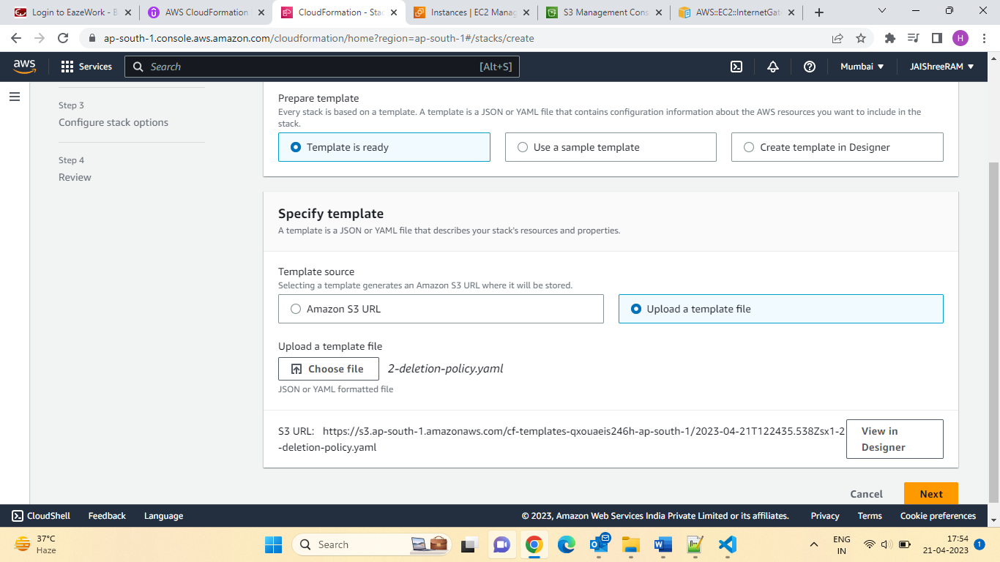 Login to EazeWork - B
AWS CloudFormation
CloudFormation - Stac
Instances | EC2 Manag
S3 Management Cons
AWS::EC2::InternetGat
ap-south-1.console.aws.amazon.com/cloudformation/home?region=ap-south-1#/stacks/create
H
aws
Services
Search
[Alt+S]
Mumbai
JAIShreeRAM
Step 3
Configure stack options
Step 4
Review
Prepare template
Every stack is based on a template. A template is a JSON or YAML file that contains configuration information about the AWS resources you want to include in the
stack.
Template is ready
Use a sample template
Create template in Designer
Specify template
A template is a JSON or YAML file that describes your stack's resources and properties.
Template source
Selecting a template generates an Amazon S3 URL where it will be stored.
Amazon S3 URL
Upload a template file
Upload a template file
Choose file
2-deletion-policy.yaml
JSON or YAML formatted file
S3 URL: https://s3.ap-south-1.amazonaws.com/cf-templates-qxouaeis246h-ap-south-1/2023-04-21T122435.538Zsx1-2
-deletion-policy.yaml
View in
Designer
Cancel
Next
CloudShell
Feedback
Language
© 2023, Amazon Web Services India Private Limited or its affiliates.
Privacy
Terms
Cookie preferences
37°C
Haze
Search
ENG
IN
17:54
21-04-2023
1